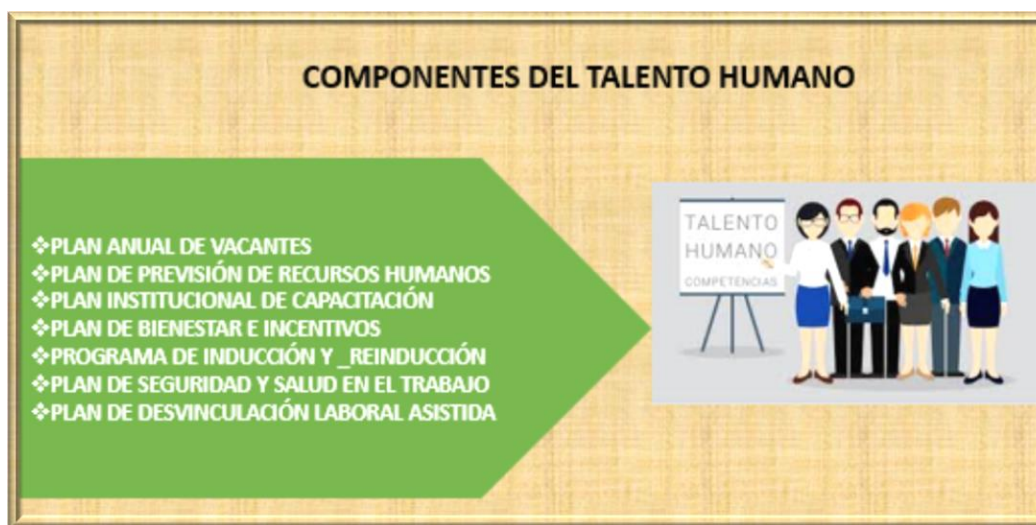 COMPONENTES DEL TALENTO HUMANO
❖PLAN ANUAL DE VACANTES
❖PLAN DE PREVISIÓN DE RECURSOS HUMANOS
❖PLAN INSTITUCIONAL DE CAPACITACIÓN
❖PLAN DE BIENESTAR E INCENTIVOS
❖PROGRAMA DE INDUCCIÓN Y _REINDUCCIÓN
❖PLAN DE SEGURIDAD Y SALUD EN EL TRABAJO
❖PLAN DE DESVINCULACIÓN LABORAL ASISTIDA
TALENTO
HUMANO
COMPETENCIAS